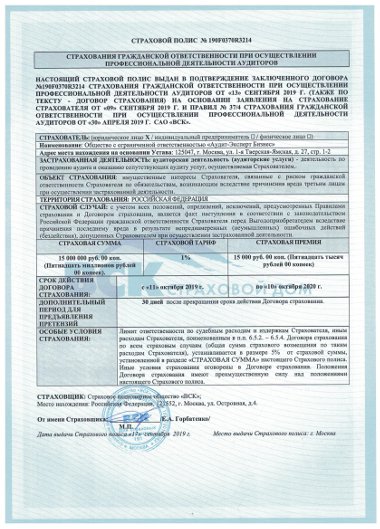 СТРАХОВОЙ ПОЛИС № 190F0370R3214
СТРАХОВАНИЯ ГРАЖДАНСКОЙ ОТВЕТСТВЕННОСТИ ПРИ ОСУЩЕСТВЛЕНИИ
ПРОФЕССИОНАЛЬНОЙ ДЕЯТЕЛЬНОСТИ АУДИТОРОВ
НАСТОЯЩИЙ СТРАХОВОЙ ПОЛИС ВЫДАН В ПОДТВЕРЖДЕНИЕ ЗАКЛЮЧЕННОГО ДОГОВОРА
№190F0370R3214 СТРАХОВАНИЯ ГРАЖДАНСКОЙ ОТВЕТСТВЕННОСТИ ПРИ ОСУЩЕСТВЛЕНИИ
ПРОФЕССИОНАЛЬНОЙ ДЕЯТЕЛЬНОСТИ АУДИТОРОВ ОТ «13» СЕНТЯБРЯ 2019 Г. (ТАКЖЕ ПО
ТЕКСТУ - ДОГОВОР СТРАХОВАНИЯ) НА ОСНОВАНИИ ЗАЯВЛЕНИЯ НА СТРАХОВАНИЕ
СТРАХОВАТЕЛЯ ОТ «09» СЕНТЯБРЯ 2019 Г. И ПРАВИЛ № 37/4 СТРАХОВАНИЯ ГРАЖДАНСКОЙ
ОТВЕТСТВЕННОСТИ ПРИ ОСУЩЕСТВЛЕНИИ ПРОФЕССИОНАЛЬНОЙ ДЕЯТЕЛЬНОСТИ
АУДИТОРОВ ОТ «30» АПРЕЛЯ 2019 Г. САО «ВСК».
СТРАХОВАТЕЛЬ: (юридическое лицо X / индивидуальный предприниматель □ / физическое лицо □)
Наименование: Общество с ограниченной ответственностью «Аудит-Эксперт Бизнес»
Адрес места нахождения Устава: 125047, г. Москва, ул. 1-я Тверская-Ямская, д. 27, стр. 1-2
ЗАСТРАХОВАННАЯ ДЕЯТЕЛЬНОСТЬ: аудиторская деятельность (аудиторские услуги) - деятельность по
проведению аудита и оказанию сопутствующих аудиту услуг, осуществляемая Страхователем.
ОБЪЕКТ СТРАХОВАНИЯ: имущественные интересы Страхователя, связанные с риском гражданской
ответственности Страхователя по обязательствам, возникающим вследствие причинения вреда третьим лицам
при осуществлении застрахованной деятельности.
ТЕРРИТОРИЯ СТРАХОВАНИЯ: РОССИЙСКАЯ ФЕДЕРАЦИЯ
СТРАХОВОЙ СЛУЧАЙ: с учетом всех положений, определений, исключений, предусмотренных Правилами
страхования и Договором страхования, является факт наступления в соответствии с законодательством
Российской Федерации гражданской ответственности Страхователя перед Выгодоприобретателем вследствие
причинения последнему вреда в результате непреднамеренных (неумышленных) ошибочных действий
(бездействия), допущенных Страхователем при осуществлении застрахованной деятельности.
СТРАХОВАЯ СУММА СТРАХОВОЙ ТАРИФ СТРАХОВАЯ ПРЕМИЯ
15 000 000 руб. 00 коп. 1% 15 000 руб. 00 коп. (Пятнадцать тысяч
(Пятнадцать миллионов рублей рублей 00 копеек)
00 копеек).
СРОК ДЕЙСТВИЯ ДОГОВОРА СТРАХОВАНИЯ: с «11» октября 2019 г. по «10» октября 2020 г.
СТРАХОВОЙ ДОМ
ДОПОЛНИТЕЛЬНЫЙ ПЕРИОД ДЛЯ ПРЕДЪЯВЛЕНИЯ ПРЕТЕНЗИЙ
30 дней после прекращения срока действия Договора страхования.
ОСОБЫЕ УСЛОВИЯ СТРАХОВАНИЯ:
Лимит ответственности по судебным расходам и издержкам Страхователя, иным
расходам Страхователя, поименованным в п.п. 6.5.2. - 6.5.4. Договора страхования
по всем страховым случаям (общая сумма страхового возмещения по таким
расходам Страхователя), устанавливается в размере 5% от страховой суммы,
установленной в разделе «СТРАХОВАЯ СУММА» настоящего Страхового полиса.
Иные условия страхования оговорены в Договоре страхования. Положения
Договора страхования имеют преимущественную силу над положениями
настоящего Страхового полиса.
СТРАХОВЩИК: Страховое акционерное общество «ВСК»;
Место нахождения: Российская Федерация, 121552, г. Москва, ул. Островная, д.4.
От имени Страховщика: Е.А. Горбатенко/
М.П.
Дата выдачи Страхового полиса «13» сентября 2019 г. Место выдачи Страхового полиса: г. Москва